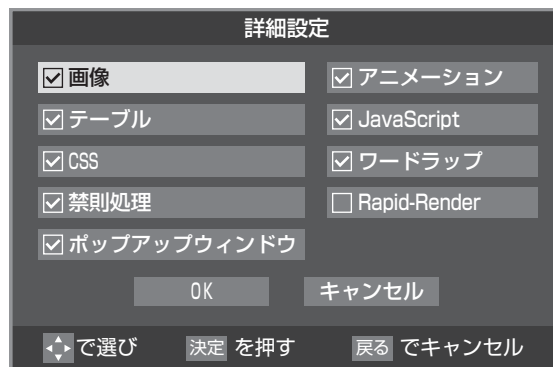 詳細設定
画像
アニメーション
テーブル
JavaScript
CSS
ワードラップ
禁則処理
Rapid-Render
ポップアップウィンドウ
OK
キャンセル
で選び 決定 を押す 戻る でキャンセル